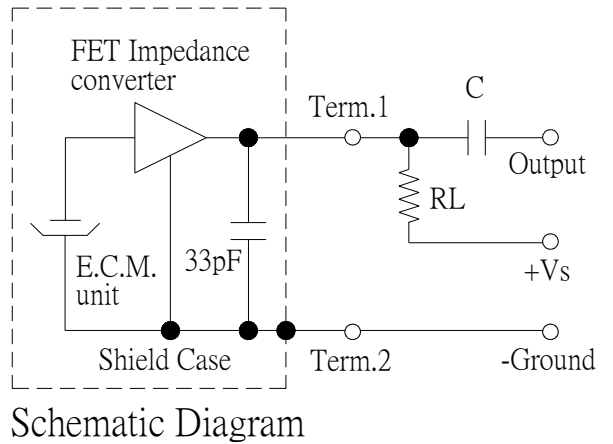 FET Impedance
converter
Term.1
C
Output
RL
+Vs
E.C.M.
unit
33pF
Shield Case
Term.2
-Ground
Schematic Diagram